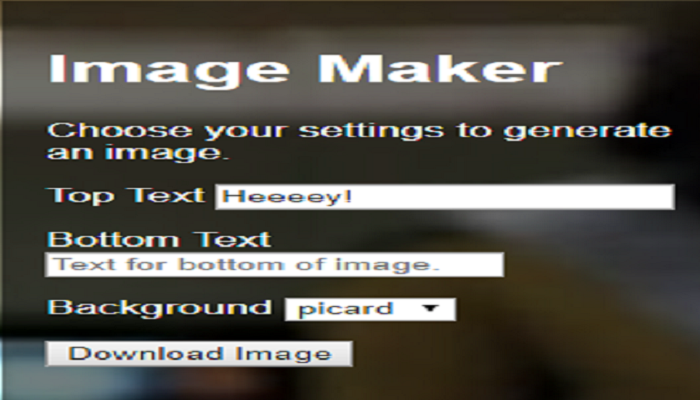 Image Maker
Choose your settings to generate
an image.
Top Text Heeeey!
Bottom Text
Text for bottom of image.
Background picard
Download Image